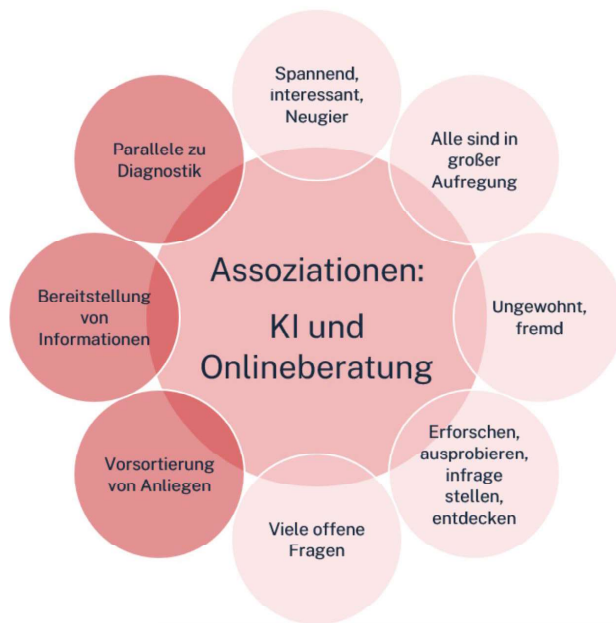 Assoziationen:
KI und
Onlineberatung
Spannend,
interessant,
Neugier
Alle sind in
großer
Aufregung
Ungewohnt,
fremd
Erforschen,
ausprobieren,
infrage
stellen,
entdecken
Viele offene
Fragen
Vorsortierung
von Anliegen
Bereitstellung
von
Informationen
Parallele zu
Diagnostik